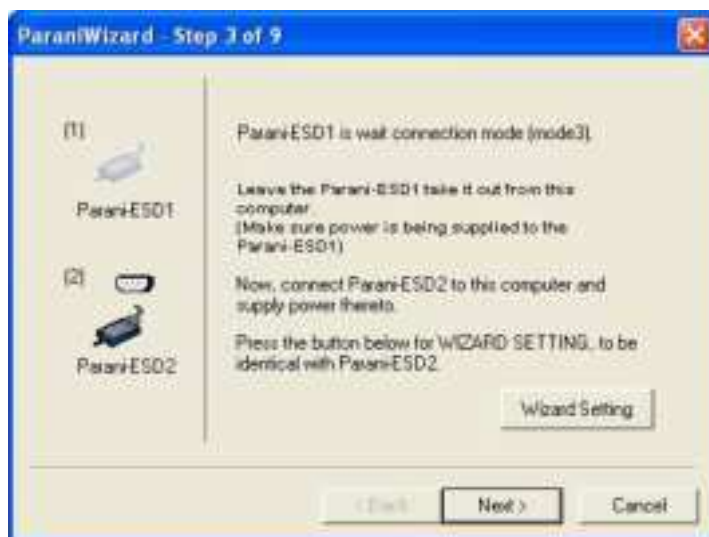 ParaniWizard - Step 3 of 9
(1)
Parani-ESD1
(2)
Parani-ESD2
Parani-ESD1 is wait connection mode (mode3).
Leave the Parani-ESD1 take it out from this
computer.
(Make sure power is being supplied to the
Parani-ESD1)
Now, connect Parani-ESD2 to this computer and
supply power thereto.
Press the button below for WIZARD SETTING, to be
identical with Parani-ESD2.
Wizard Setting
< Back
Next >
Cancel